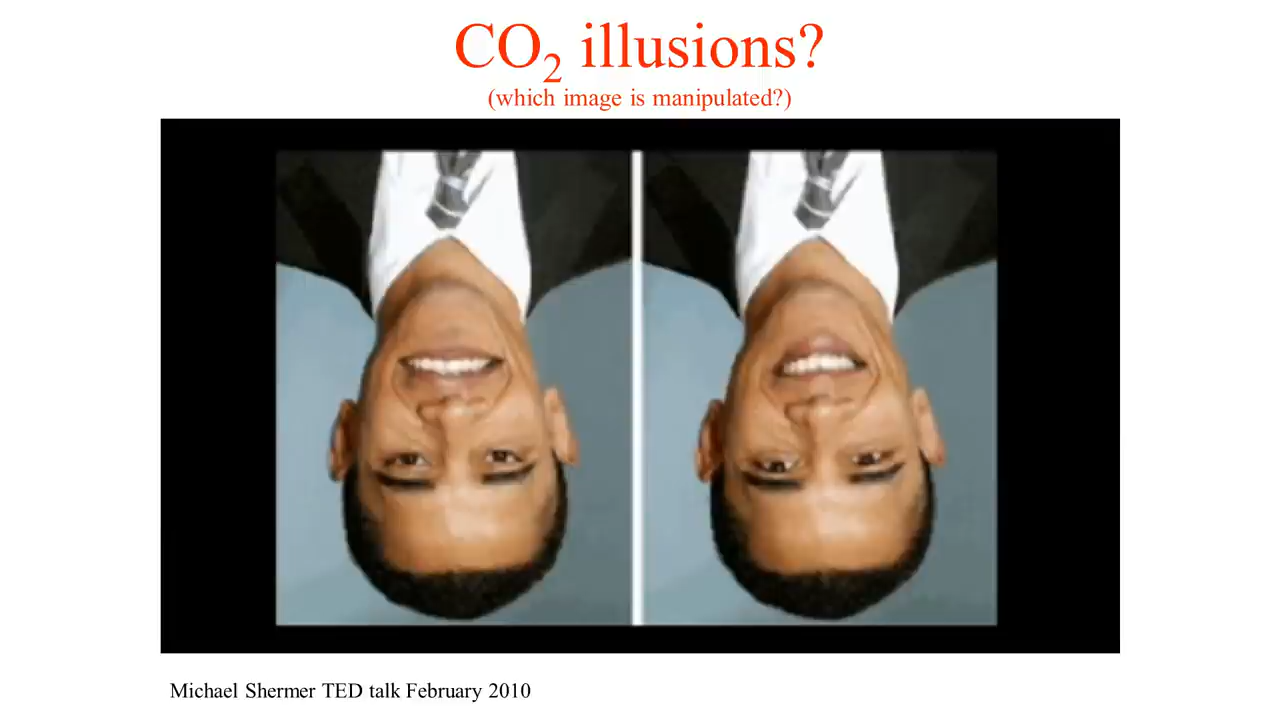 CO₂ illusions?
(which image is manipulated?)
Michael Shermer TED talk February 2010